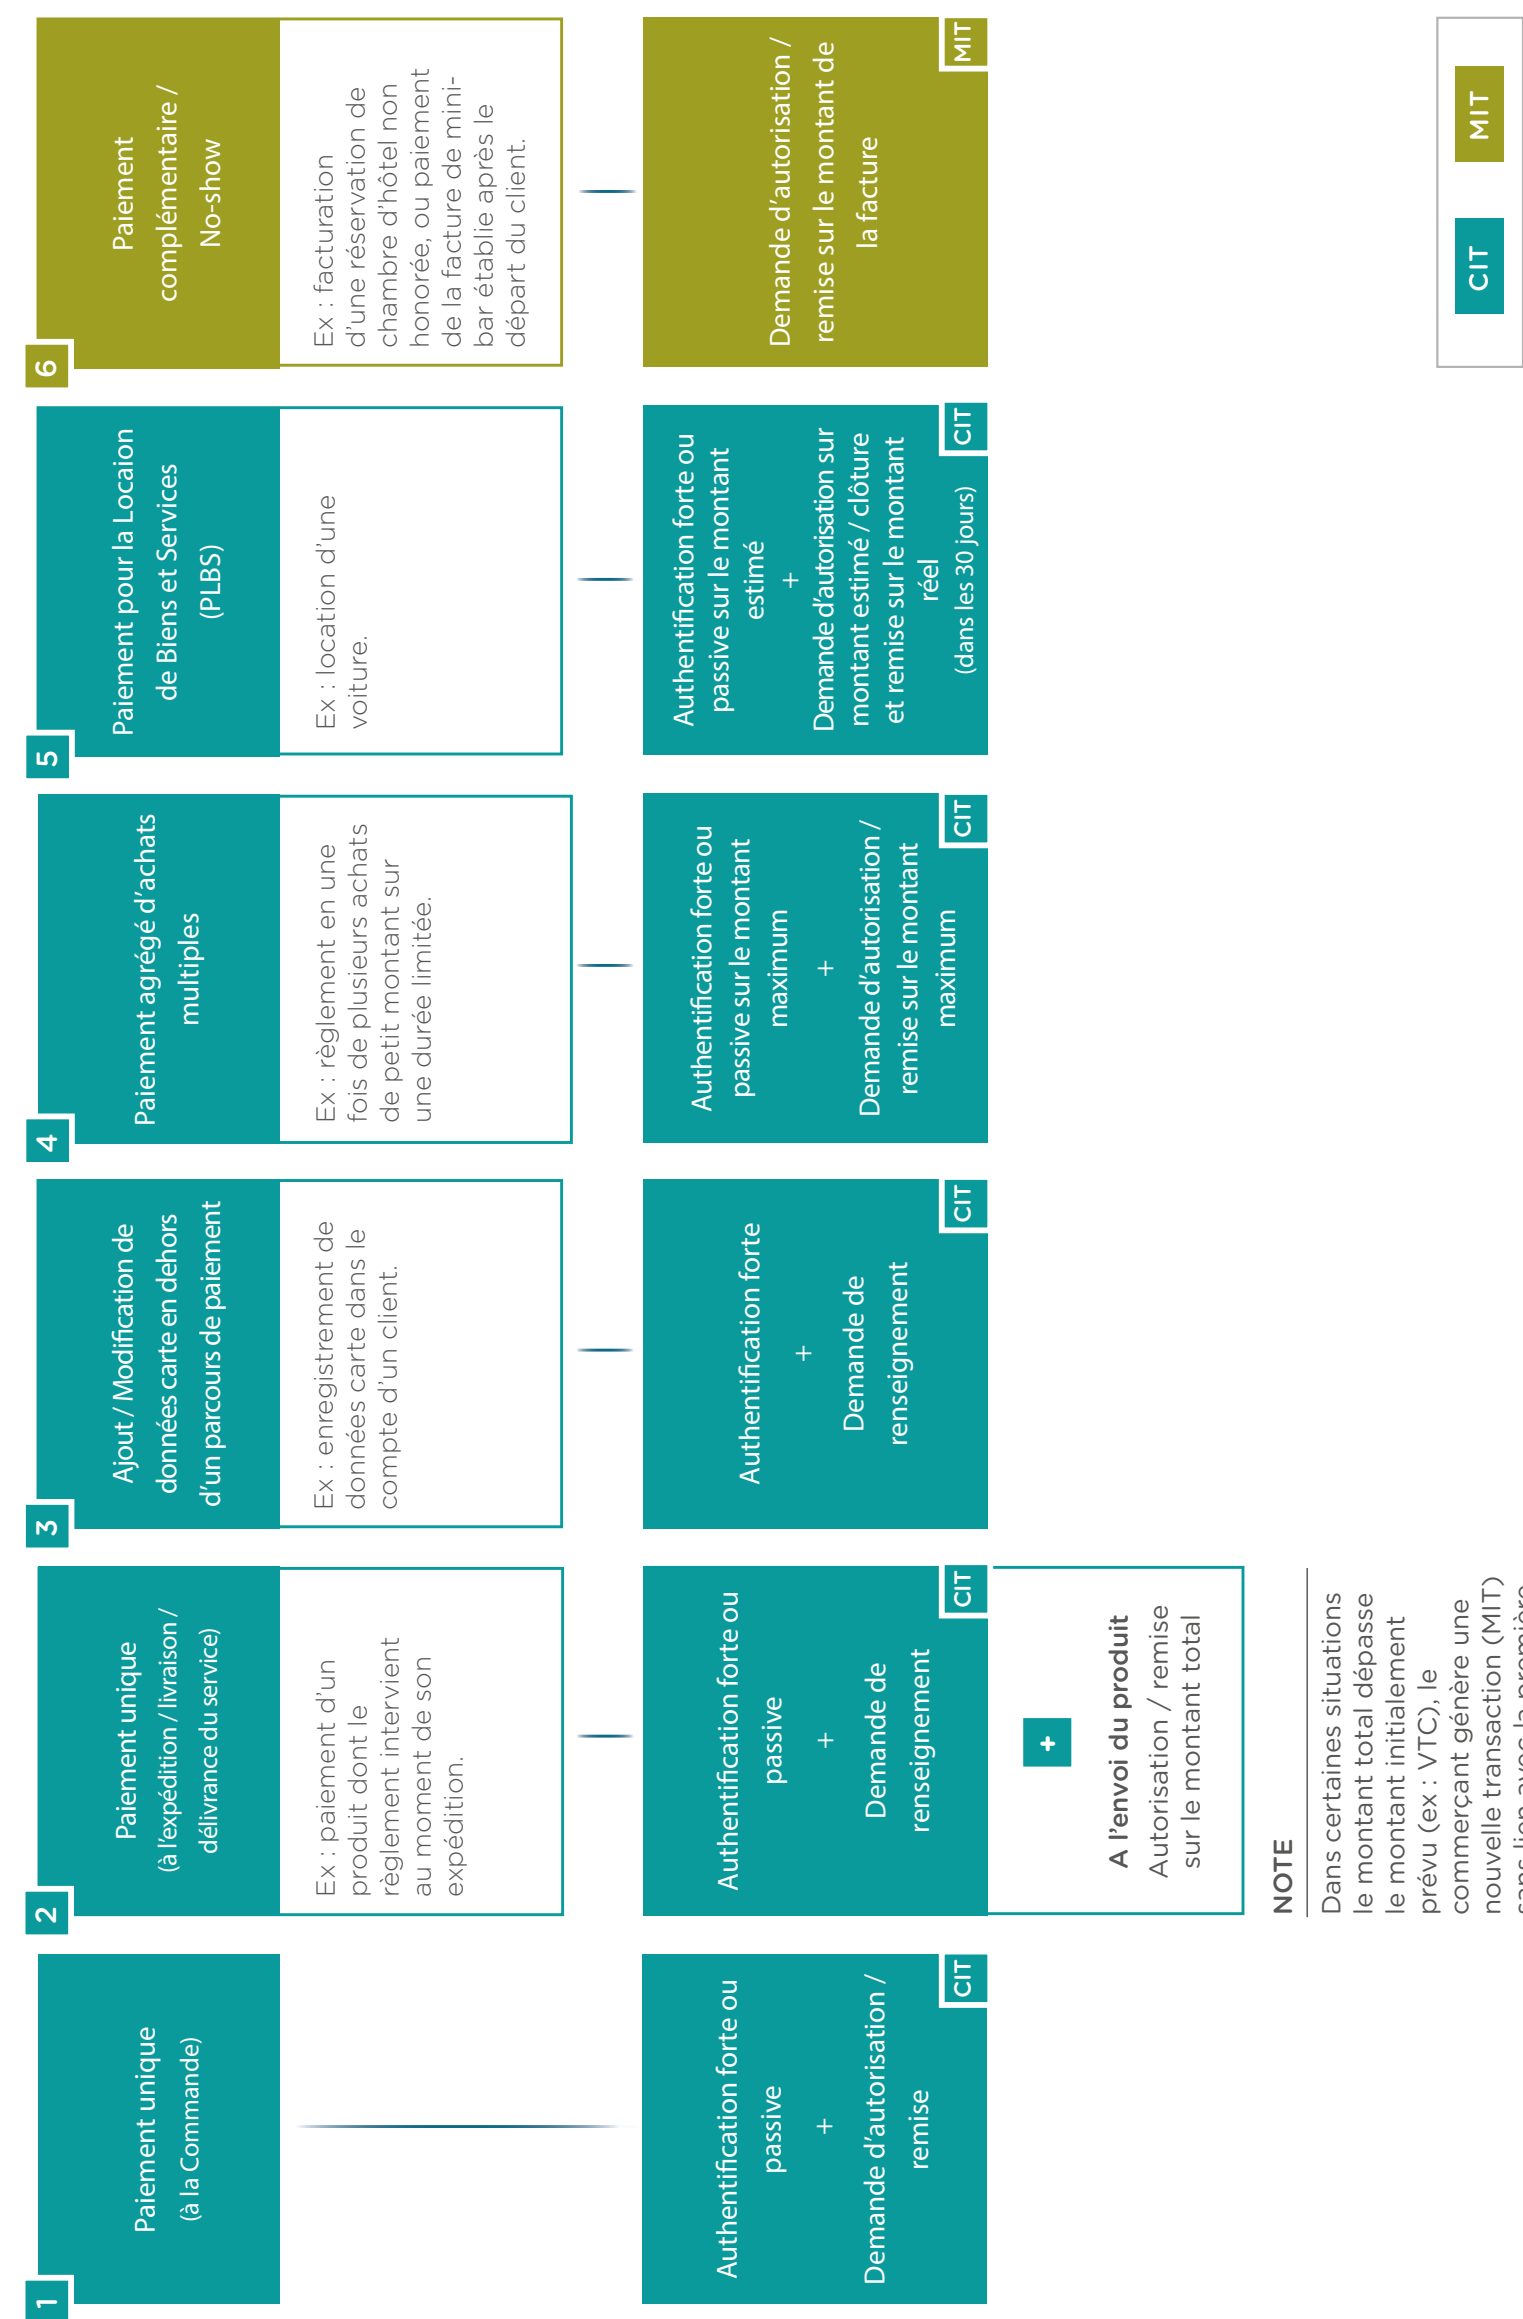 1
Paiement unique
(à la Commande)
Authentification forte ou
passive
+
Demande d'autorisation /
remise
CIT
2
Paiement unique
(à l'expédition / livraison /
délivrance du service)
Ex : paiement d'un
produit dont le
règlement intervient
au moment de son
expédition.
Authentification forte ou
passive
+
Demande de
renseignement
CIT
+
A l'envoi du produit
Autorisation / remise
sur le montant total
NOTE
Dans certaines situations
le montant total dépasse
le montant initialement
prévu (ex : VTC), le
commerçant génère une
nouvelle transaction (MIT)
sans lien avec la première
3
Ajout / Modification de
données carte en dehors
d'un parcours de paiement
Ex : enregistrement de
données carte dans le
compte d'un client.
Authentification forte
+
Demande de
renseignement
CIT
4
Paiement agrégé d'achats
multiples
Ex : règlement en une
fois de plusieurs achats
de petit montant sur
une durée limitée.
Authentification forte ou
passive sur le montant
maximum
+
Demande d'autorisation /
remise sur le montant
maximum
CIT
5
Paiement pour la Locaion
de Biens et Services
(PLBS)
Ex : location d'une
voiture.
Authentification forte ou
passive sur le montant
estimé
+
Demande d'autorisation sur
montant estimé / clôture
et remise sur le montant
réel
(dans les 30 jours)
CIT
6
Paiement
complémentaire /
No-show
Ex : facturation
d'une réservation de
chambre d'hôtel non
honorée, ou paiement
de la facture de mini-
bar établie après le
départ du client.
Demande d'autorisation /
remise sur le montant de
la facture
MIT
CIT
MIT